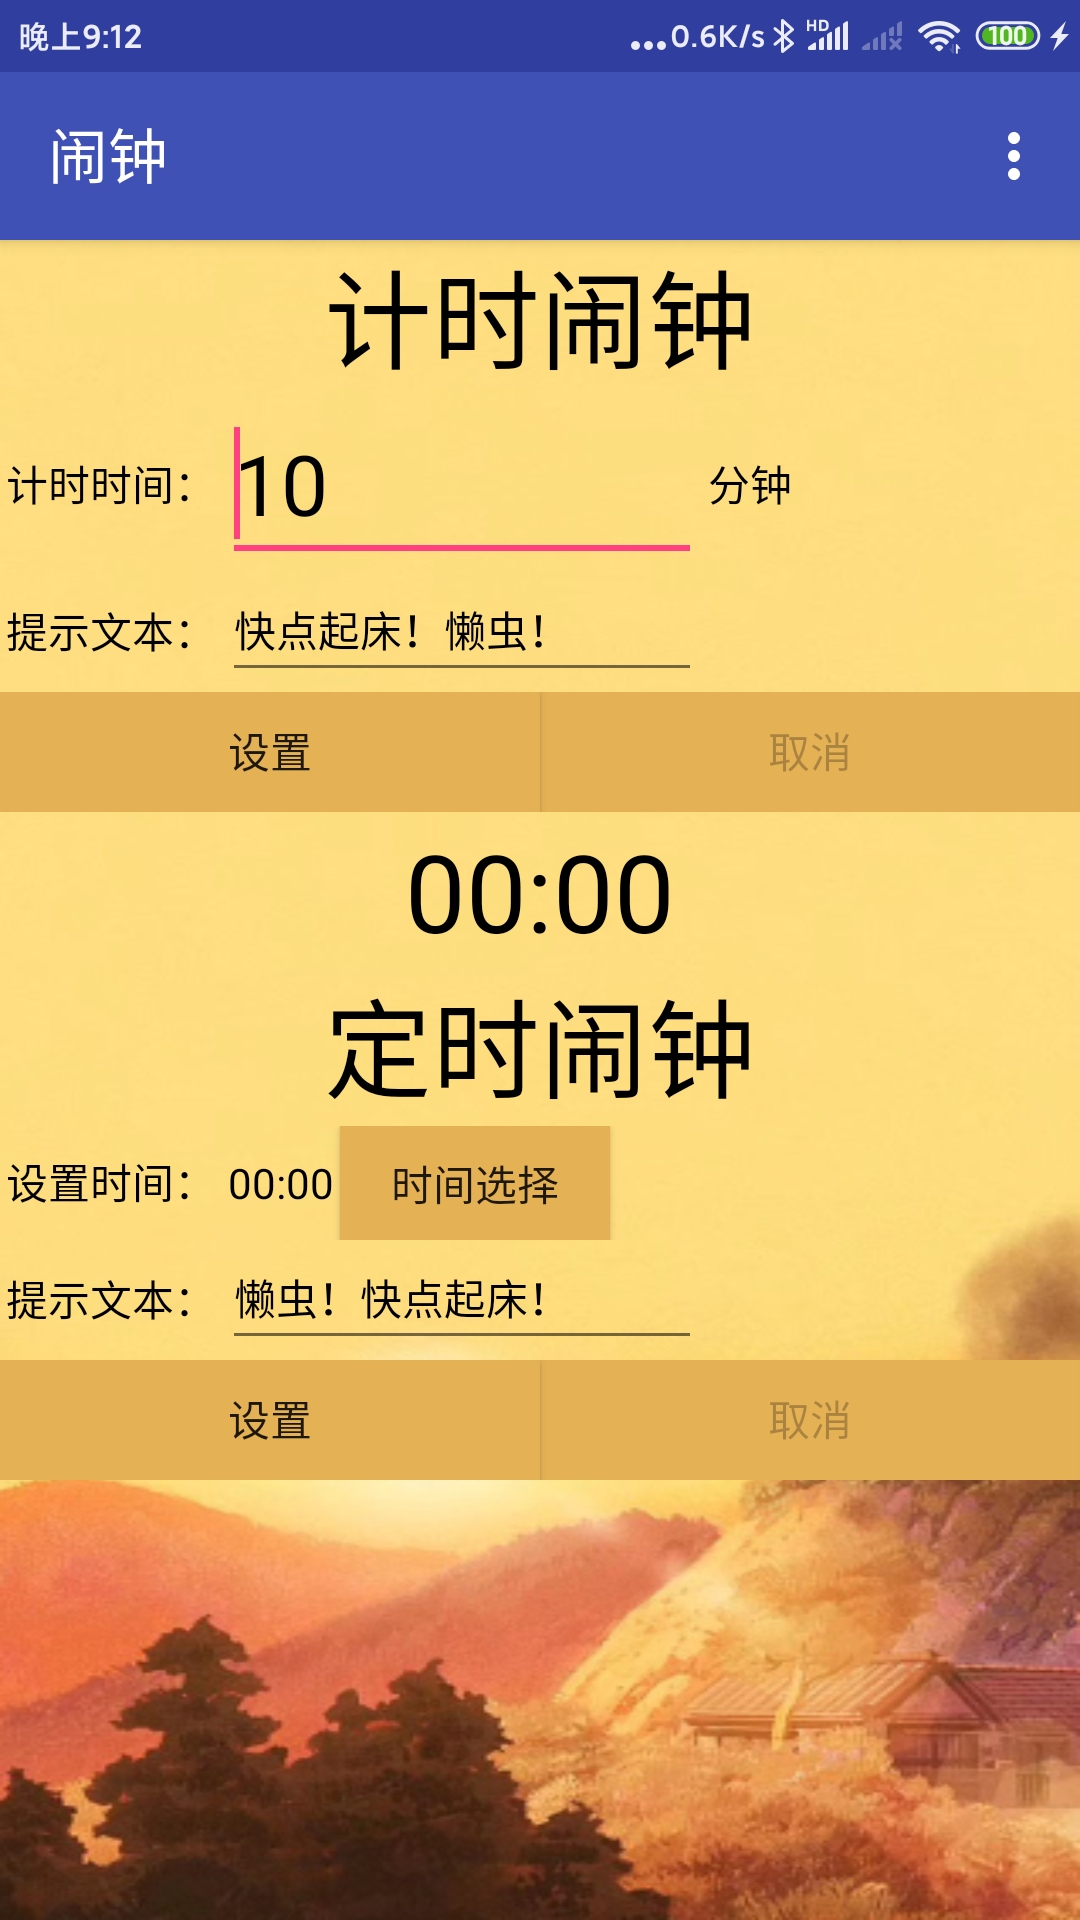 晚上9:12 ...0.6K/s HD 100
闹钟
计时闹钟
计时时间： 10 分钟
提示文本： 快点起床！懒虫！
设置 取消
00:00
定时闹钟
设置时间： 00:00 时间选择
提示文本： 懒虫！快点起床！
设置 取消